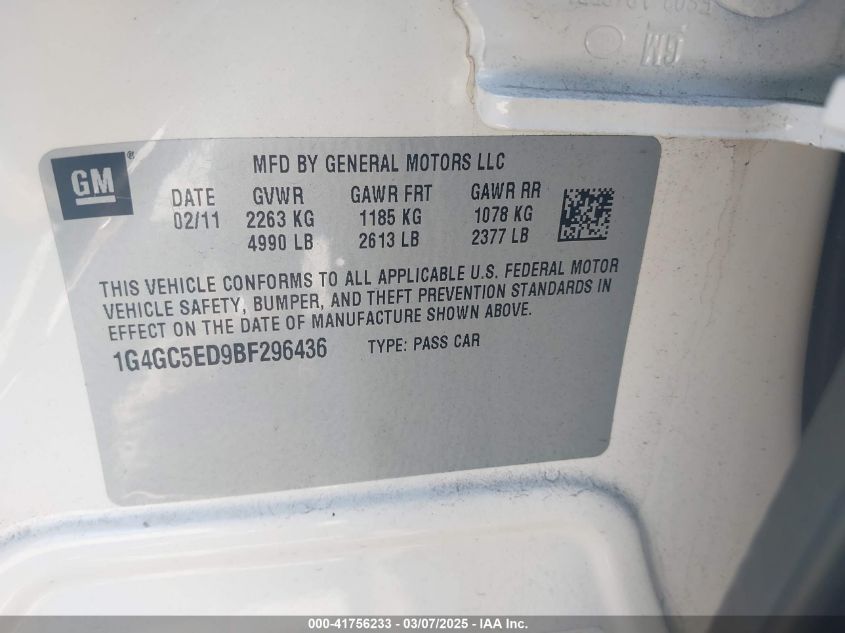 GM
GM®
MFD BY GENERAL MOTORS LLC
DATE GVWR GAWR FRT GAWR RR
02/11 2263 KG 1185 KG 1078 KG
4990 LB 2613 LB 2377 LB
THIS VEHICLE CONFORMS TO ALL APPLICABLE U.S. FEDERAL MOTOR
VEHICLE SAFETY, BUMPER, AND THEFT PREVENTION STANDARDS IN
EFFECT ON THE DATE OF MANUFACTURE SHOWN ABOVE.
1G4GC5ED9BF296436 TYPE: PASS CAR
000-41756233 - 03/07/2025 - IAA Inc.